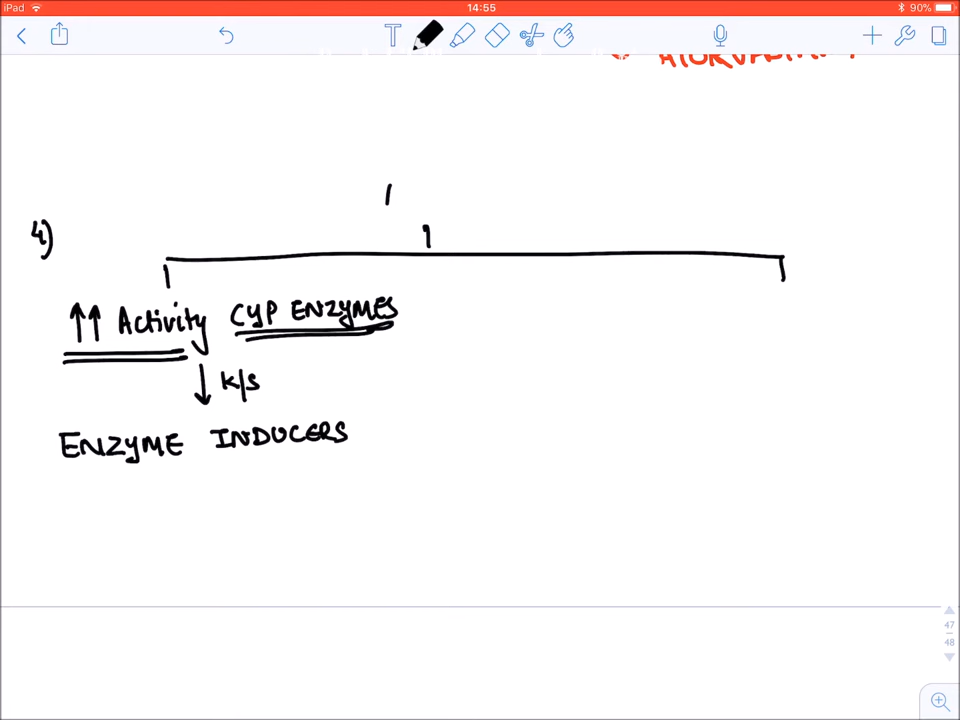 iPad 14:55 90%
T
4)
↑↑ Activity CYP ENZYMES
↓ k/s
ENZYME INDUCERS
47
48